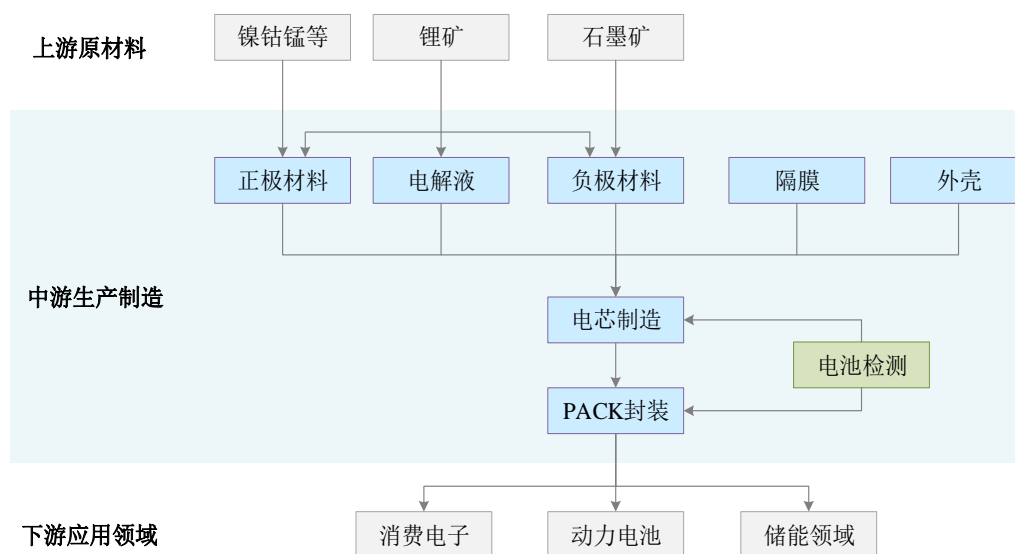 上游原材料
镍钴锰等
锂矿
石墨矿
正极材料
电解液
负极材料
隔膜
外壳
中游生产制造
电芯制造
电池检测
PACK封装
下游应用领域
消费电子
动力电池
储能领域